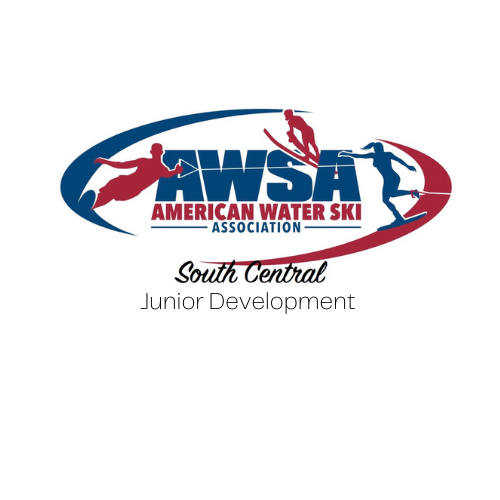 AWSA
AMERICAN WATER SKI
ASSOCIATION
South Central
Junior Development